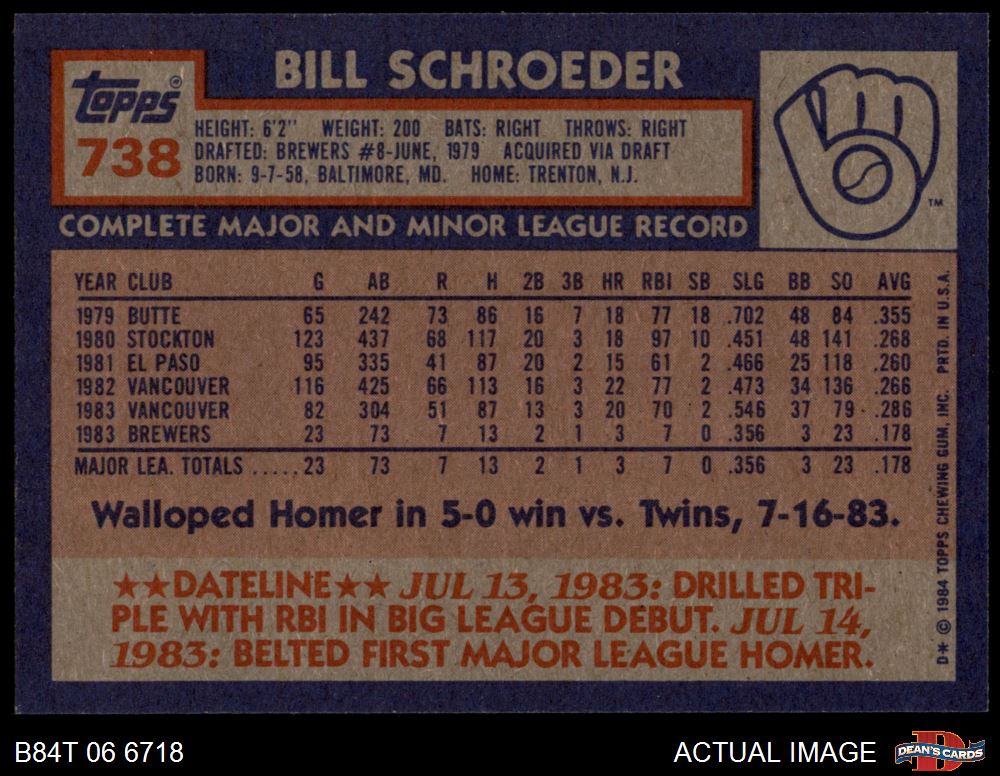 BILL SCHROEDER
Topps®
738
HEIGHT: 6'2" WEIGHT: 200 BATS: RIGHT THROWS: RIGHT
DRAFTED: BREWERS #8-JUNE, 1979 ACQUIRED VIA DRAFT
BORN: 9-7-58, BALTIMORE, MD. HOME: TRENTON, N.J.
TM
COMPLETE MAJOR AND MINOR LEAGUE RECORD
YEAR CLUB G AB R H 2B 3B HR RBI SB SLG BB SO AVG
1979 BUTTE 65 242 73 86 16 7 18 77 18 .702 48 84 .355
1980 STOCKTON 123 437 68 117 20 3 18 97 10 .451 48 141 .268
1981 EL PASO 95 335 41 87 20 2 15 61 2 .466 25 118 .260
1982 VANCOUVER 116 425 66 113 16 3 22 77 2 .473 34 136 .266
1983 VANCOUVER 82 304 51 87 13 3 20 70 2 .546 37 79 .286
1983 BREWERS 23 73 7 13 2 1 3 7 0 .356 3 23 .178
MAJOR LEA. TOTALS .....23 73 7 13 2 1 3 7 0 .356 3 23 .178
Walloped Homer in 5-0 win vs. Twins, 7-16-83.
★★DATELINE★★ JUL 13, 1983: DRILLED TRI-
PLE WITH RBI IN BIG LEAGUE DEBUT. JUL 14,
1983: BELTED FIRST MAJOR LEAGUE HOMER.
D* © 1984 TOPPS CHEWING GUM, INC. PRTD. IN U.S.A.
B84T 06 6718
ACTUAL IMAGE
DEAN'S CARDS